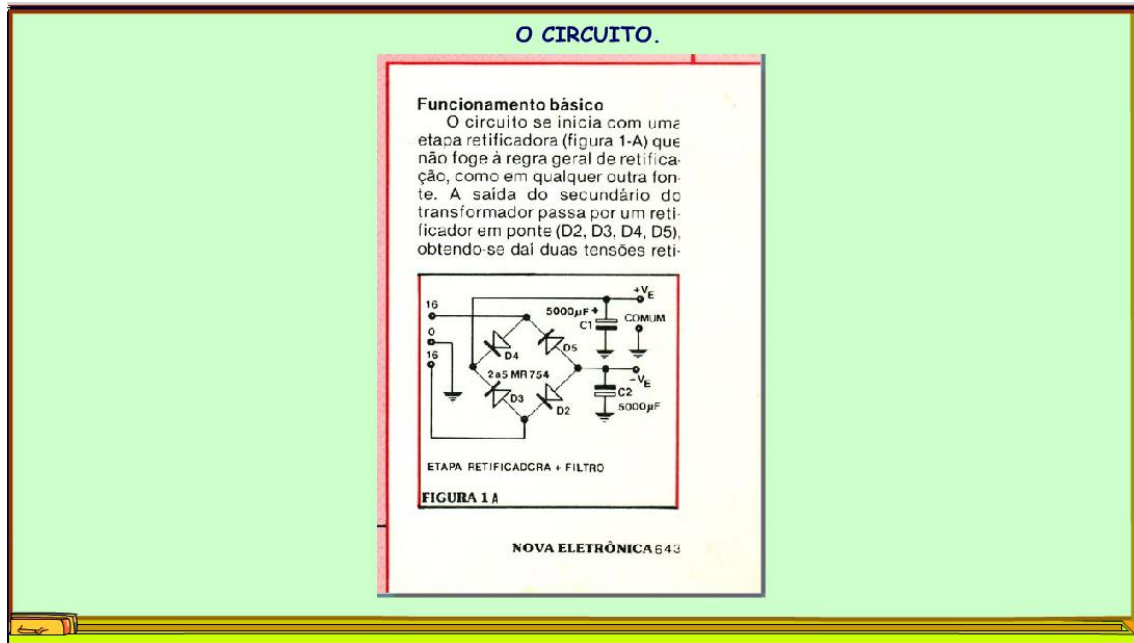 O CIRCUITO.
Funcionamento básico
O circuito se inicia com uma
etapa retificadora (figura 1-A) que
não foge à regra geral de retifica-
ção, como em qualquer outra fon-
te. A saída do secundário do
transformador passa por um reti-
ficador em ponte (D2, D3, D4, D5),
obtendo-se daí duas tensões reti-
16
0
16
D4
D5
2a5 MR 754
D3
D2
5000µF +
C1
+VE
COMUM
-VE
C2
5000µF
ETAPA RETIFICADORA + FILTRO
FIGURA 1 A
NOVA ELETRÔNICA 643